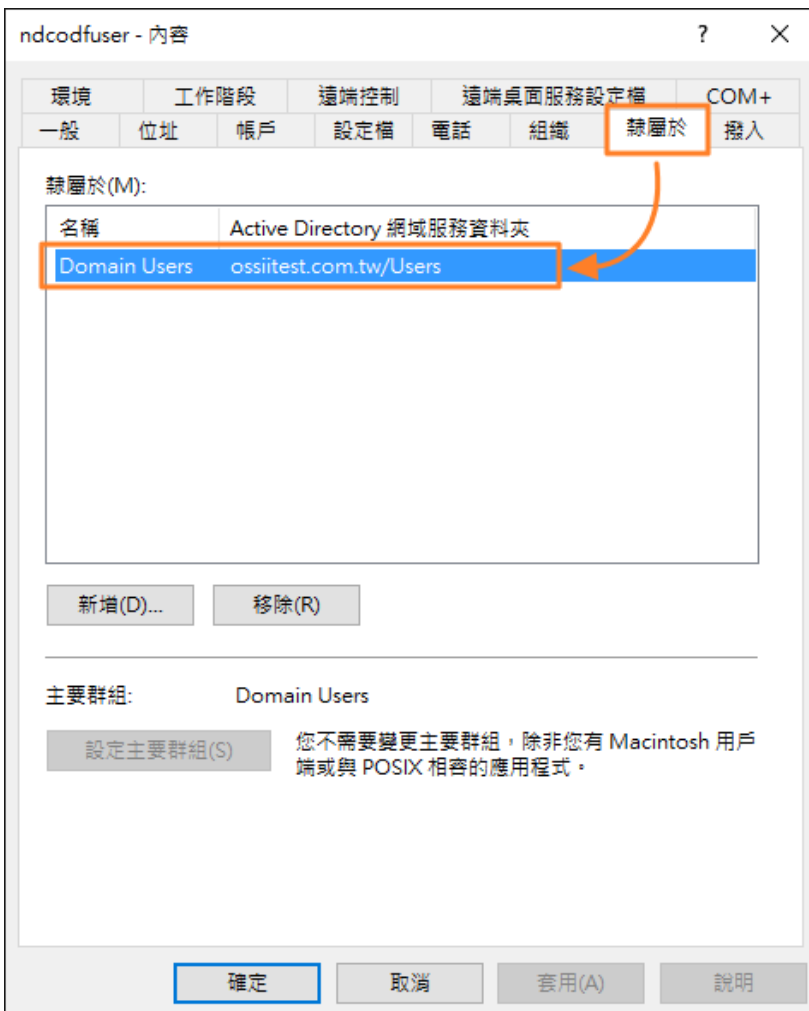 ndcodfuser - 內容 ?
環境 工作階段 遠端控制 遠端桌面服務設定檔 COM+
一般 位址 帳戶 設定檔 電話 組織 隸屬於 撥入
隸屬於(M):
名稱 Active Directory 網域服務資料夾
Domain Users ossiitest.com.tw/Users
新增(D)... 移除(R)
主要群組: Domain Users
設定主要群組(S)
您不需要變更主要群組，除非您有 Macintosh 用戶
端或與 POSIX 相容的應用程式。
確定 取消 套用(A) 說明